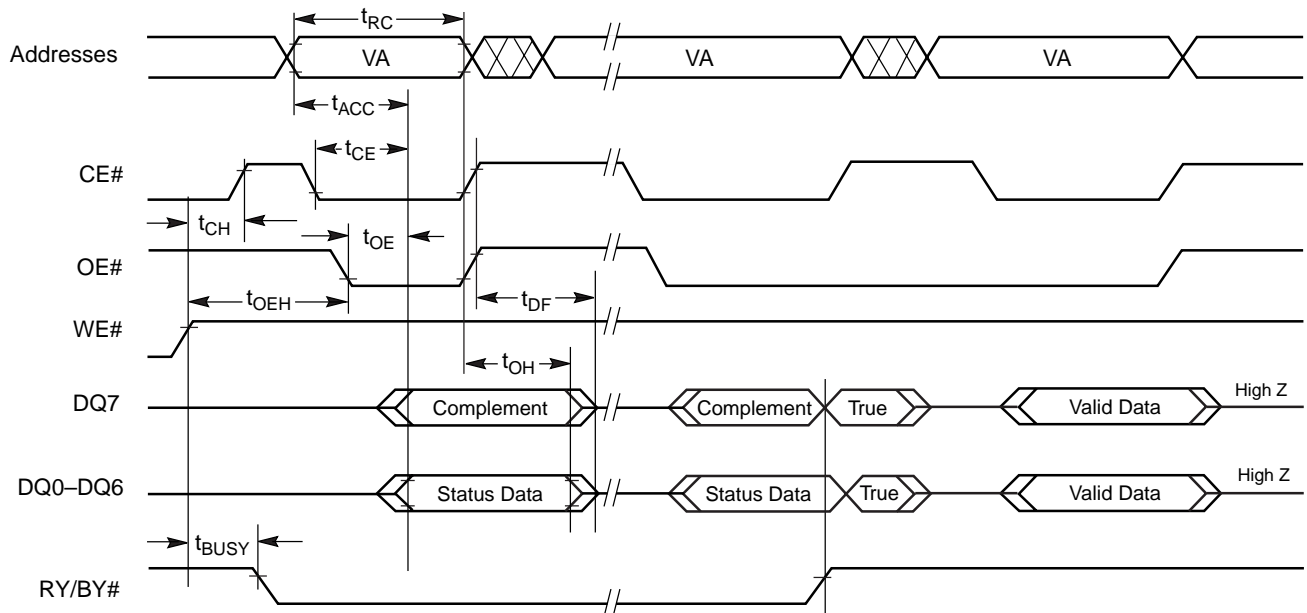 tRC
Addresses VA VA VA
tACC
tCE
CE#
tCH
tOE
OE#
tOEH
tDF
WE#
tOH
DQ7 Complement Complement True Valid Data High Z
DQ0–DQ6 Status Data Status Data True Valid Data High Z
tBUSY
RY/BY#